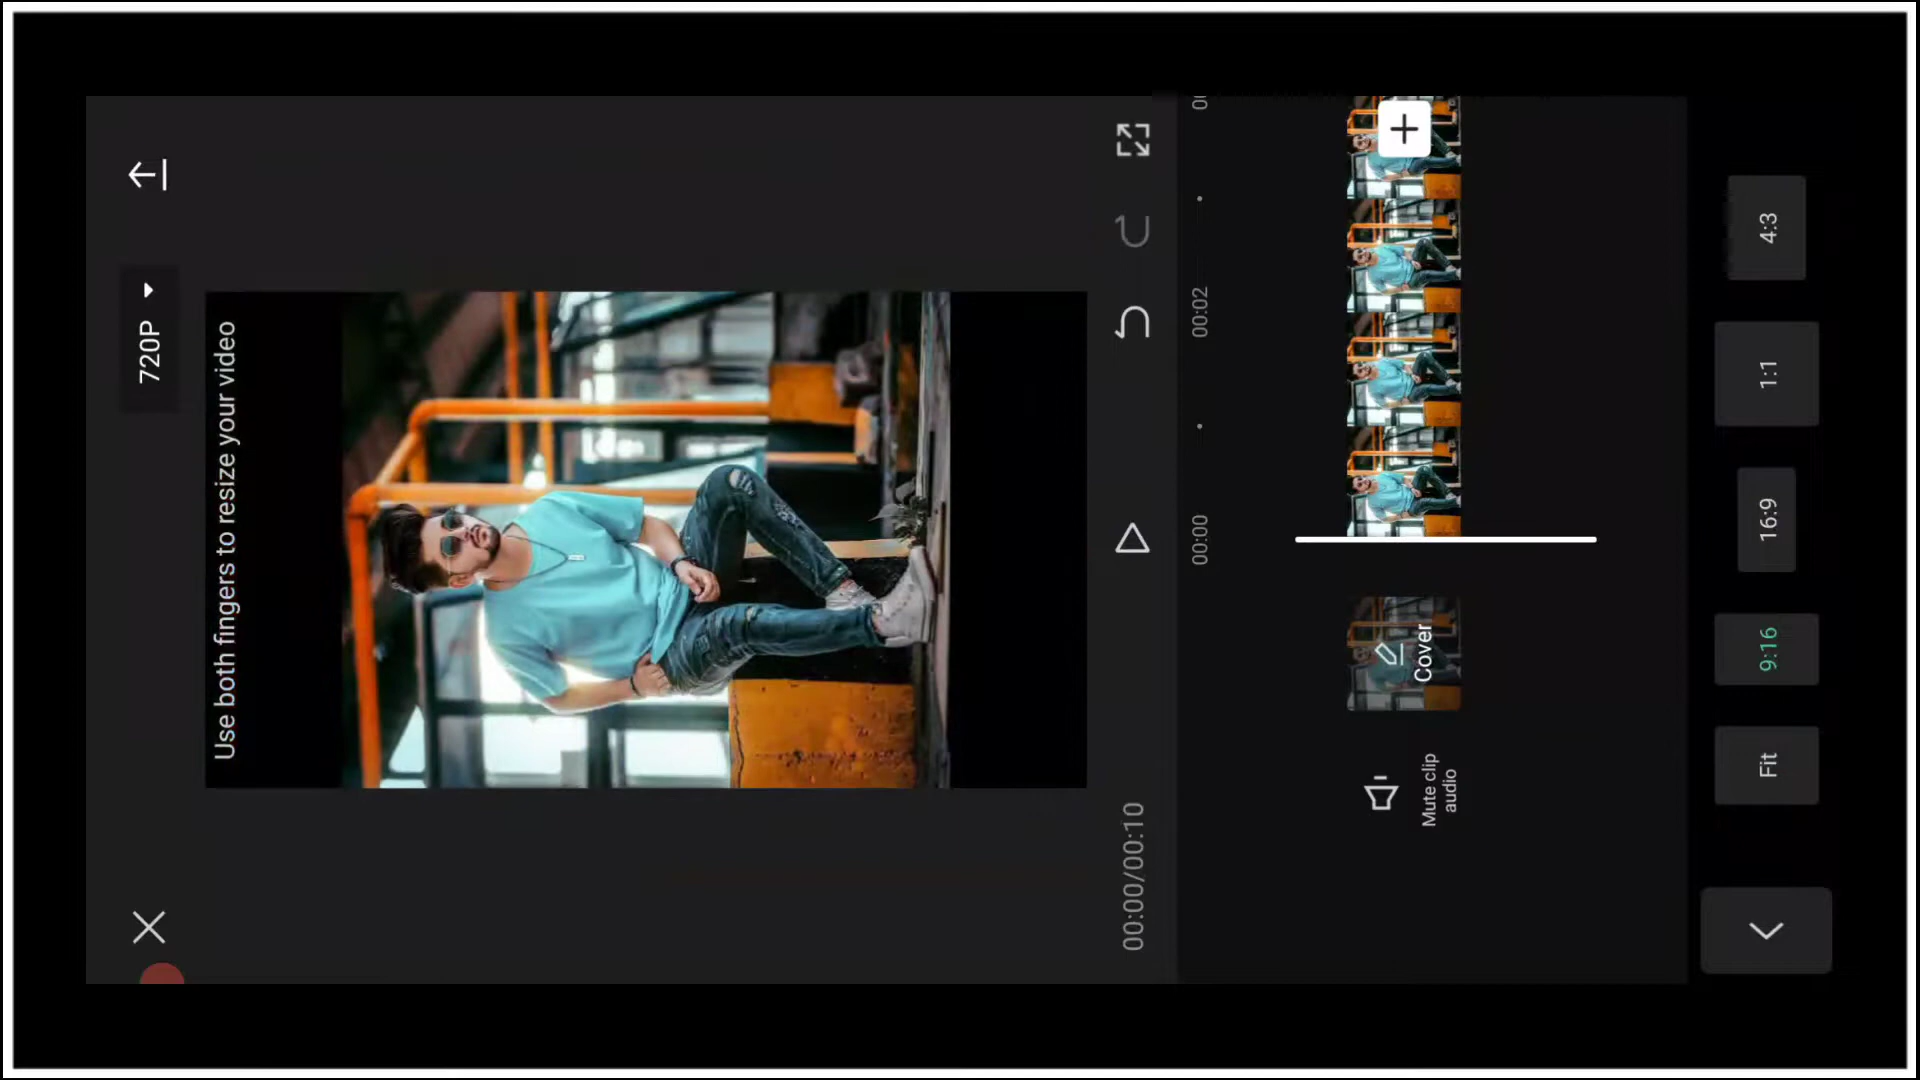 720P
Use both fingers to resize your video
00:00/00:10
00:00
00:02
Mute clip
audio
Cover
Fit
9:16
16:9
1:1
4:3